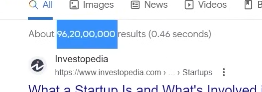 All Images News Videos
About 96,20,00,000 results (0.46 seconds)
Investopedia
https://www.investopedia.com › ... › Startups
What a Startup Is and What's Involved